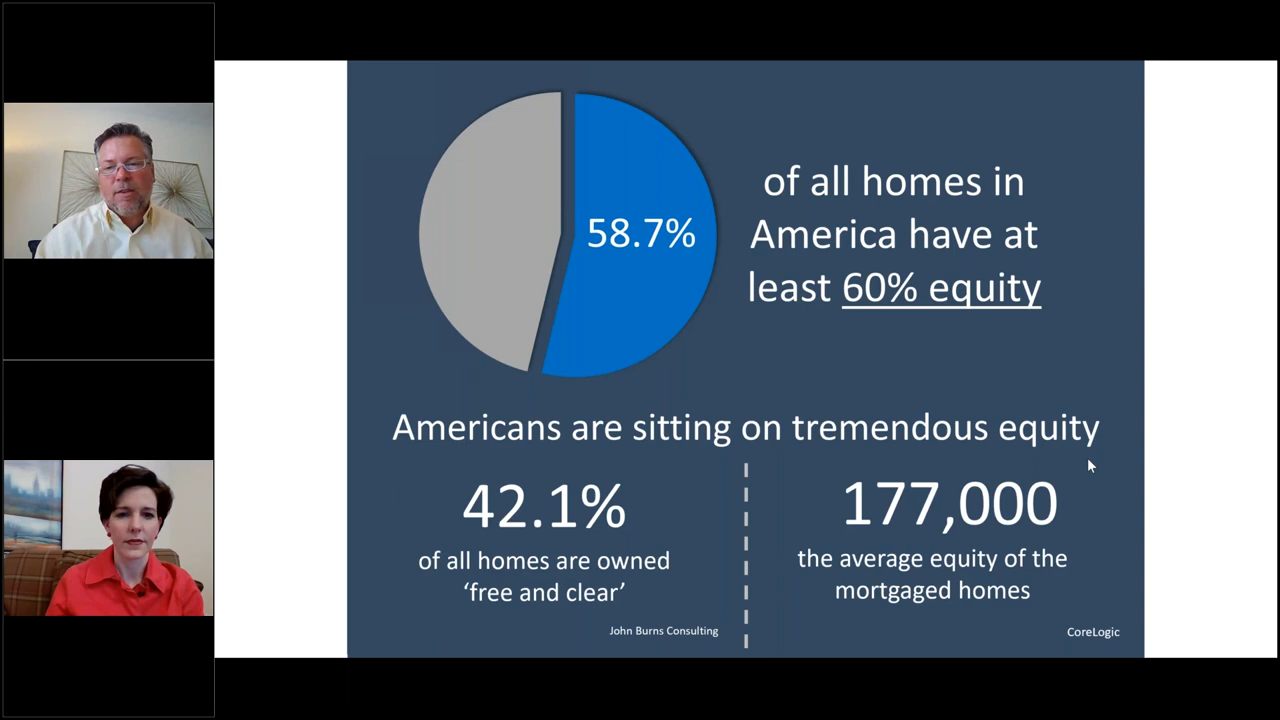 58.7%
of all homes in
America have at
least 60% equity
Americans are sitting on tremendous equity
42.1%
of all homes are owned
‘free and clear’
John Burns Consulting
177,000
the average equity of the
mortgaged homes
CoreLogic